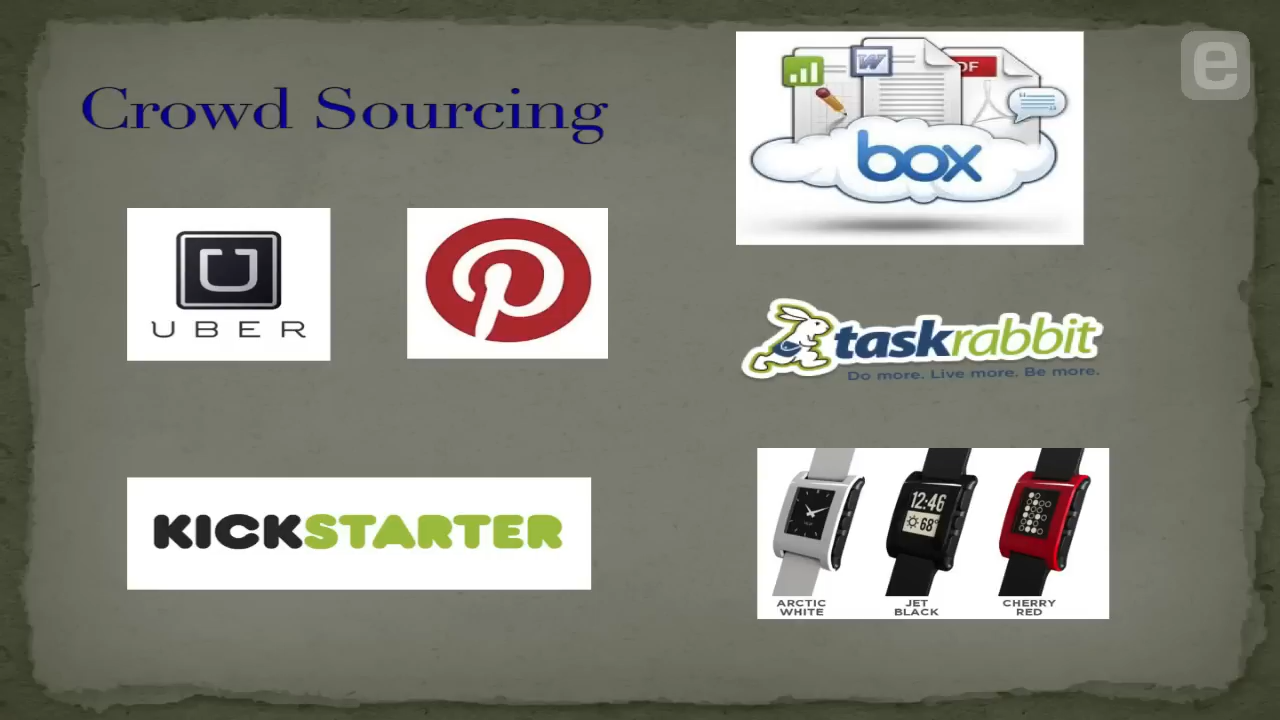 Crowd Sourcing
W
DF
box
e
U
UBER
taskrabbit
Do more. Live more. Be more.
KICKSTARTER
12:46
68°
ARCTIC WHITE
JET BLACK
CHERRY RED